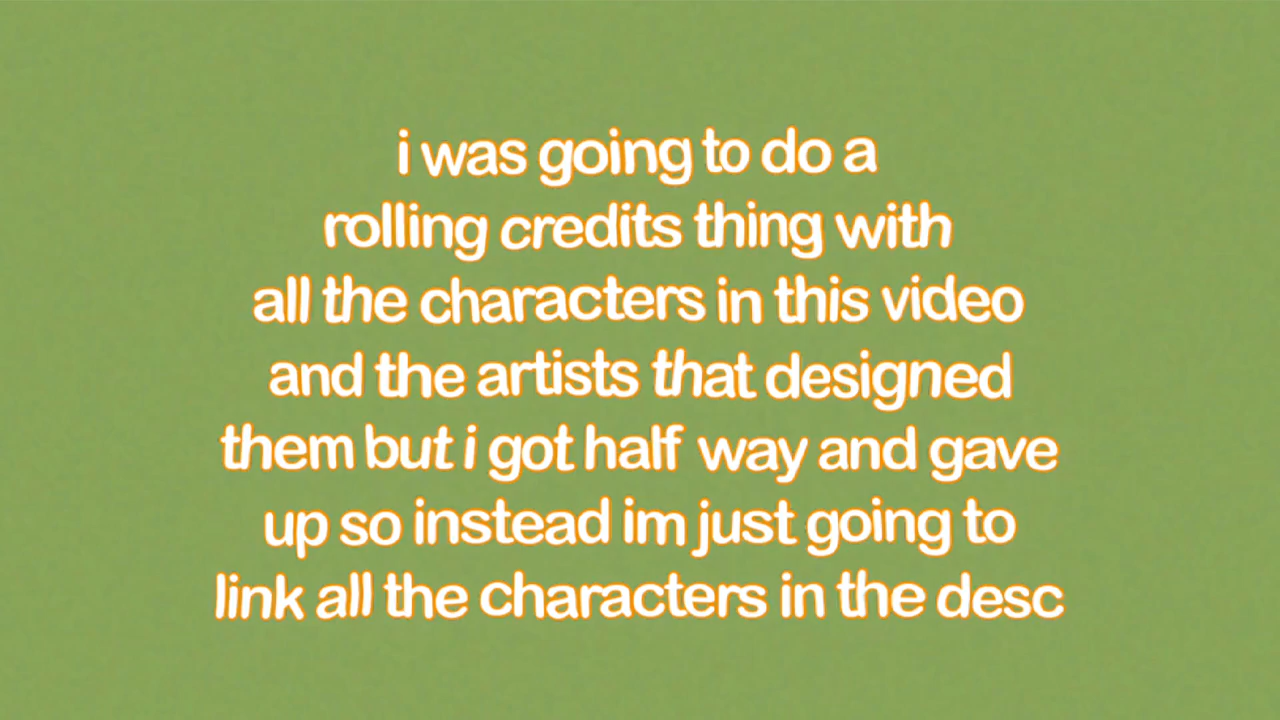 i was going to do a
rolling credits thing with
all the characters in this video
and the artists that designed
them but i got half way and gave
up so instead im just going to
link all the characters in the desc